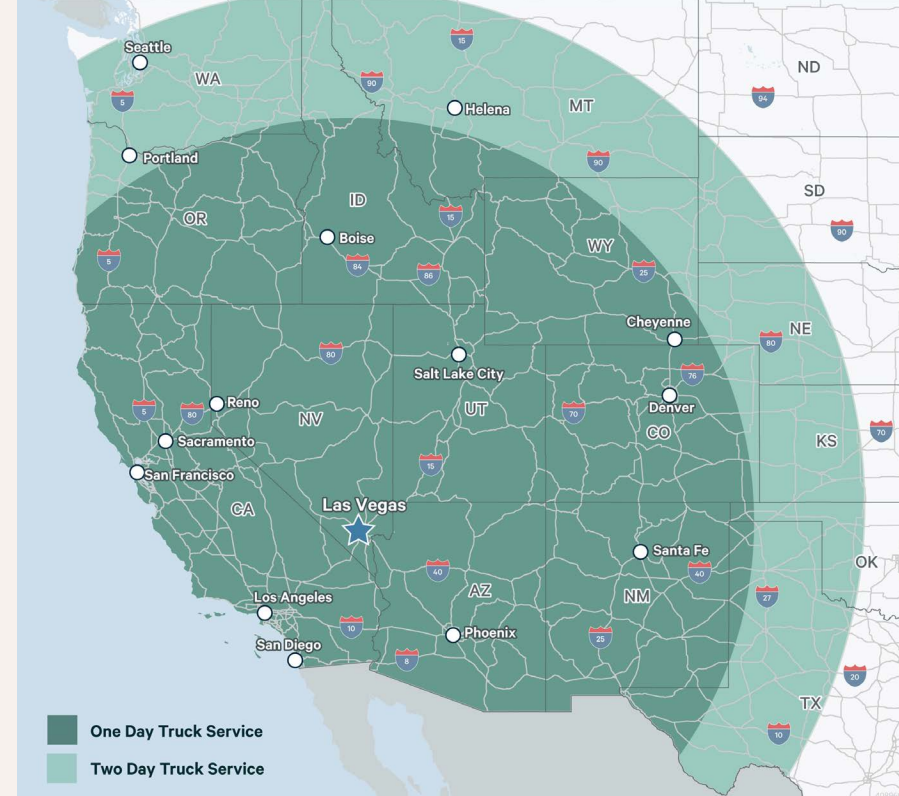 15
Seattle
ND
WA
90
94
5
MT
Helena
Portland
90
SD
ID
OR
15
90
Boise
WY
5
84
86
25
Cheyenne
NE
80
80
Salt Lake City
76
Denver
Reno
UT
5
80
70
NV
CO
70
KS
Sacramento
15
San Francisco
Las Vegas
CA
Santa Fe
OK
40
40
AZ
NM
27
Los Angeles
10
Phoenix
25
San Diego
8
20
TX
One Day Truck Service
10
Two Day Truck Service